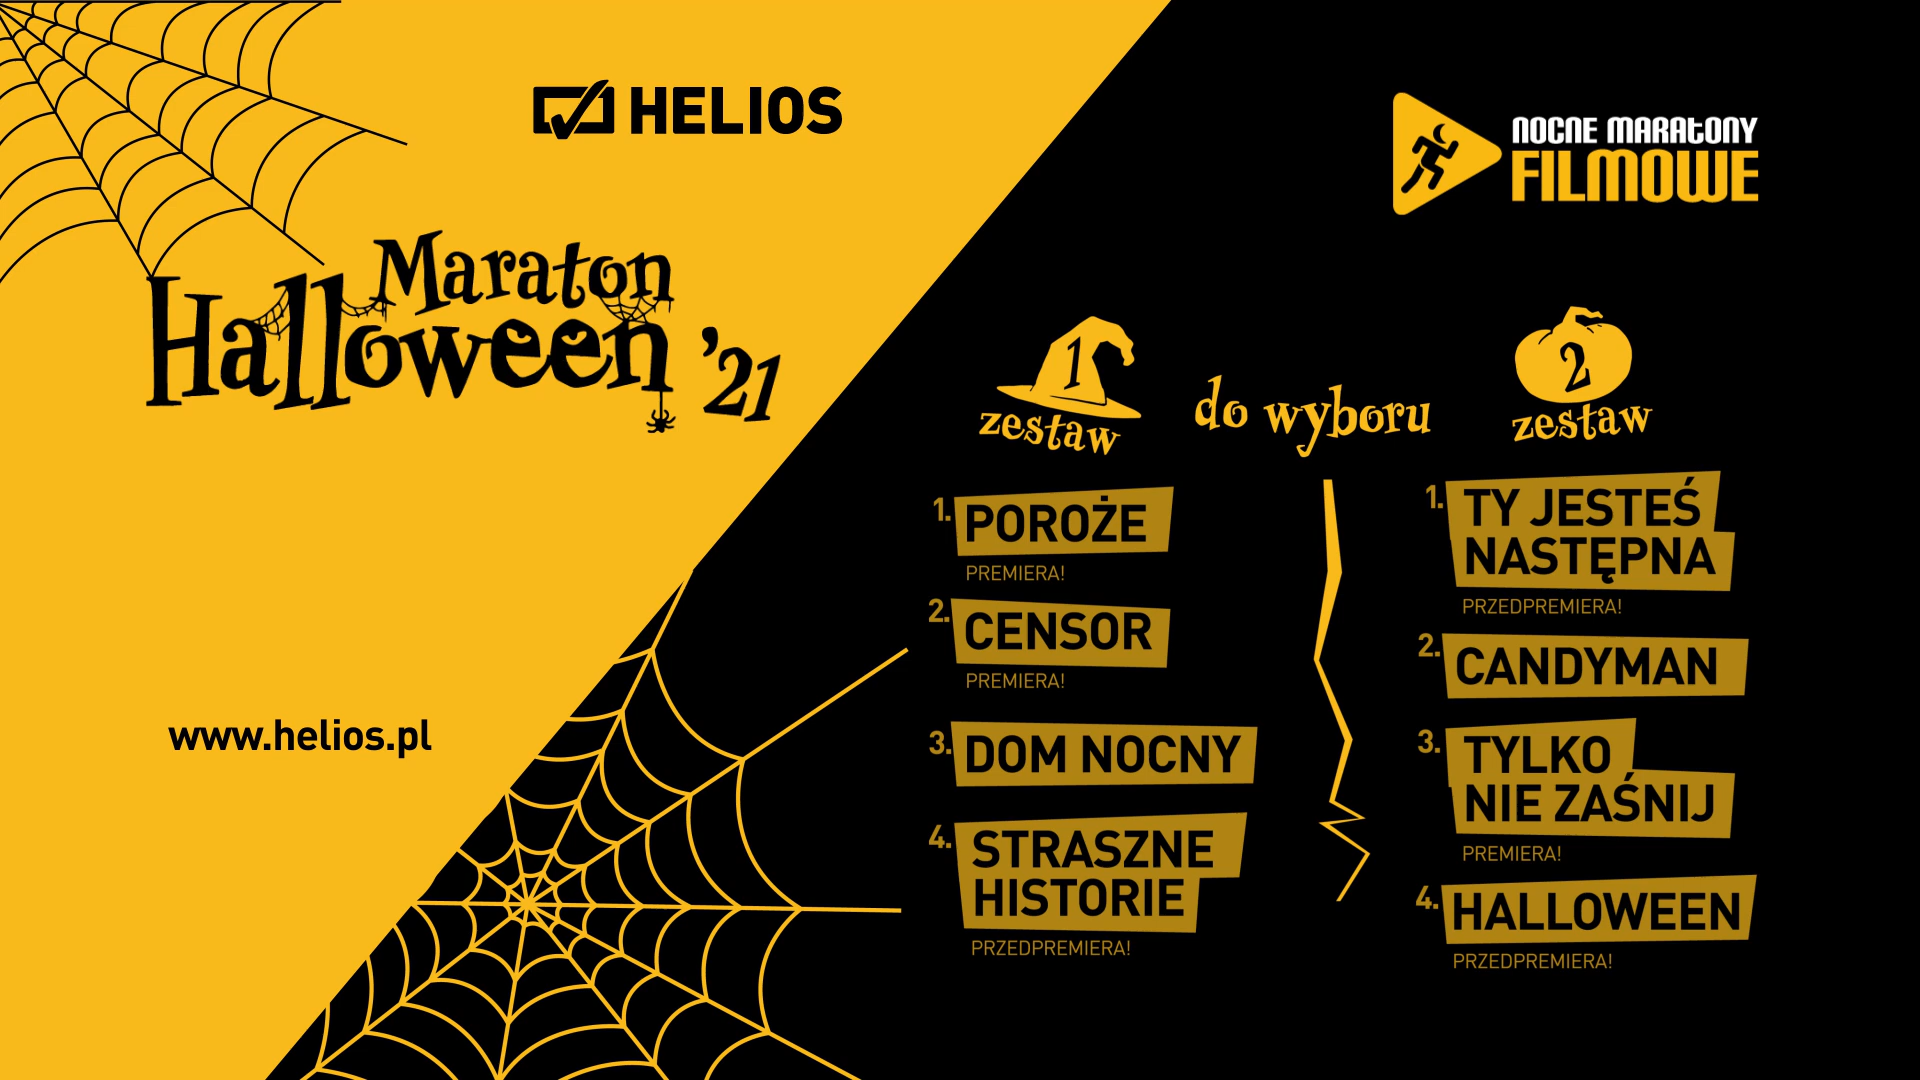 HELIOS
NOCNE MARATONY
FILMOWE
Maraton
Halloween '21
www.helios.pl
1
zestaw
do wyboru
2
zestaw
1. POROŻE
PREMIERA!
2. CENSOR
PREMIERA!
3. DOM NOCNY
4. STRASZNE
HISTORIE
PRZEDPREMIERA!
1. TY JESTEŚ
NASTĘPNA
PRZEDPREMIERA!
2. CANDYMAN
3. TYLKO
NIE ZAŚNIJ
PREMIERA!
4. HALLOWEEN
PRZEDPREMIERA!